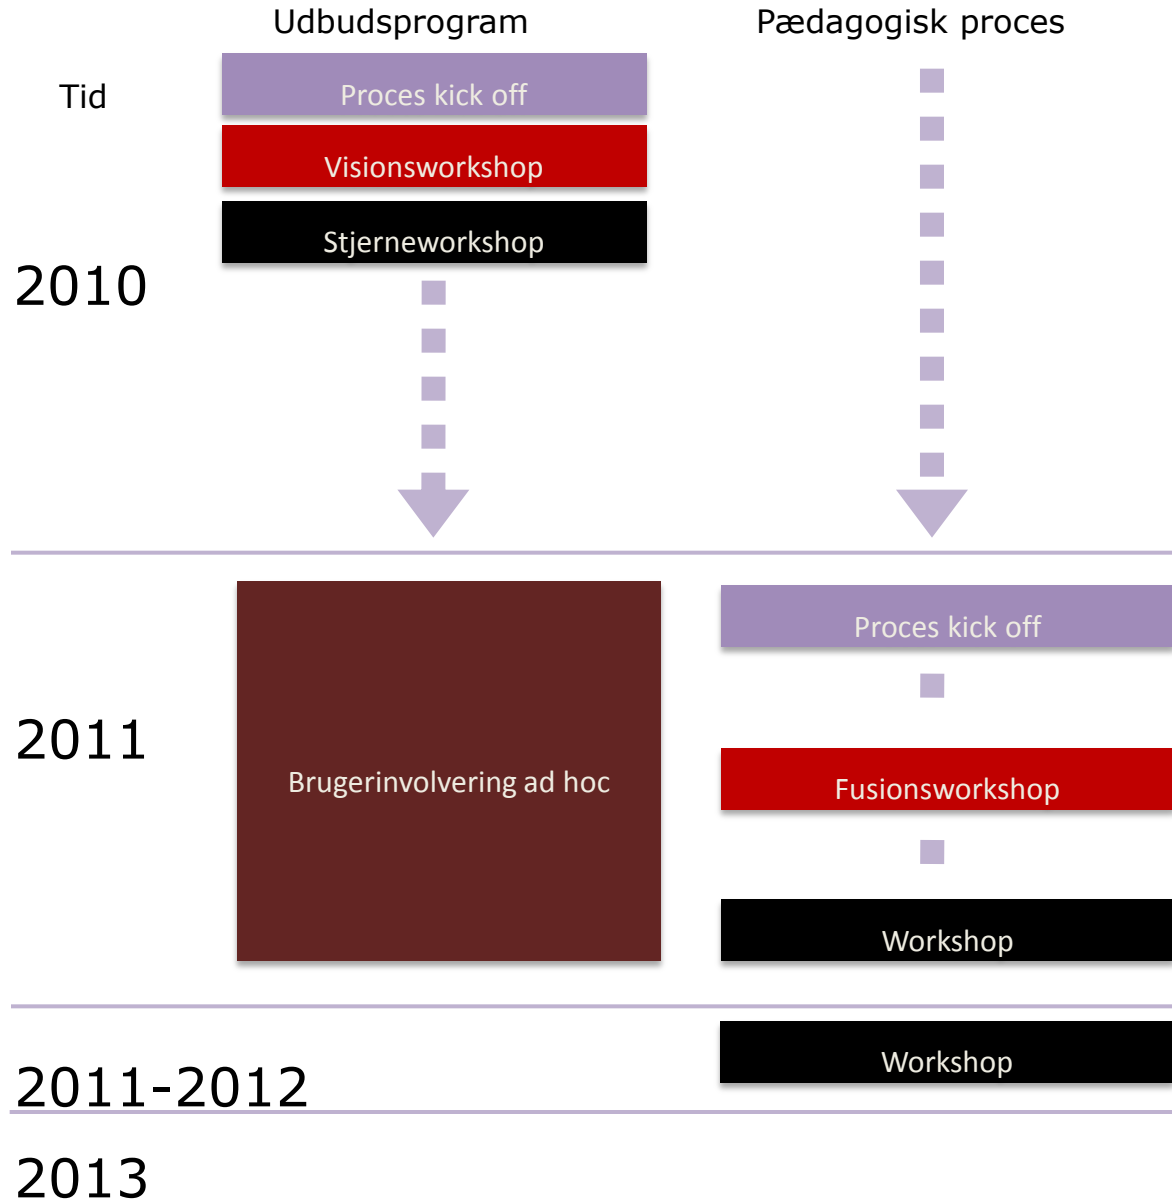 Udbudsprogram
Pædagogisk proces
Tid
Proces kick off
Visionsworkshop
Stjerneworkshop
2010
Proces kick off
2011
Brugerinvolvering ad hoc
Fusionsworkshop
Workshop
Workshop
2011-2012
2013